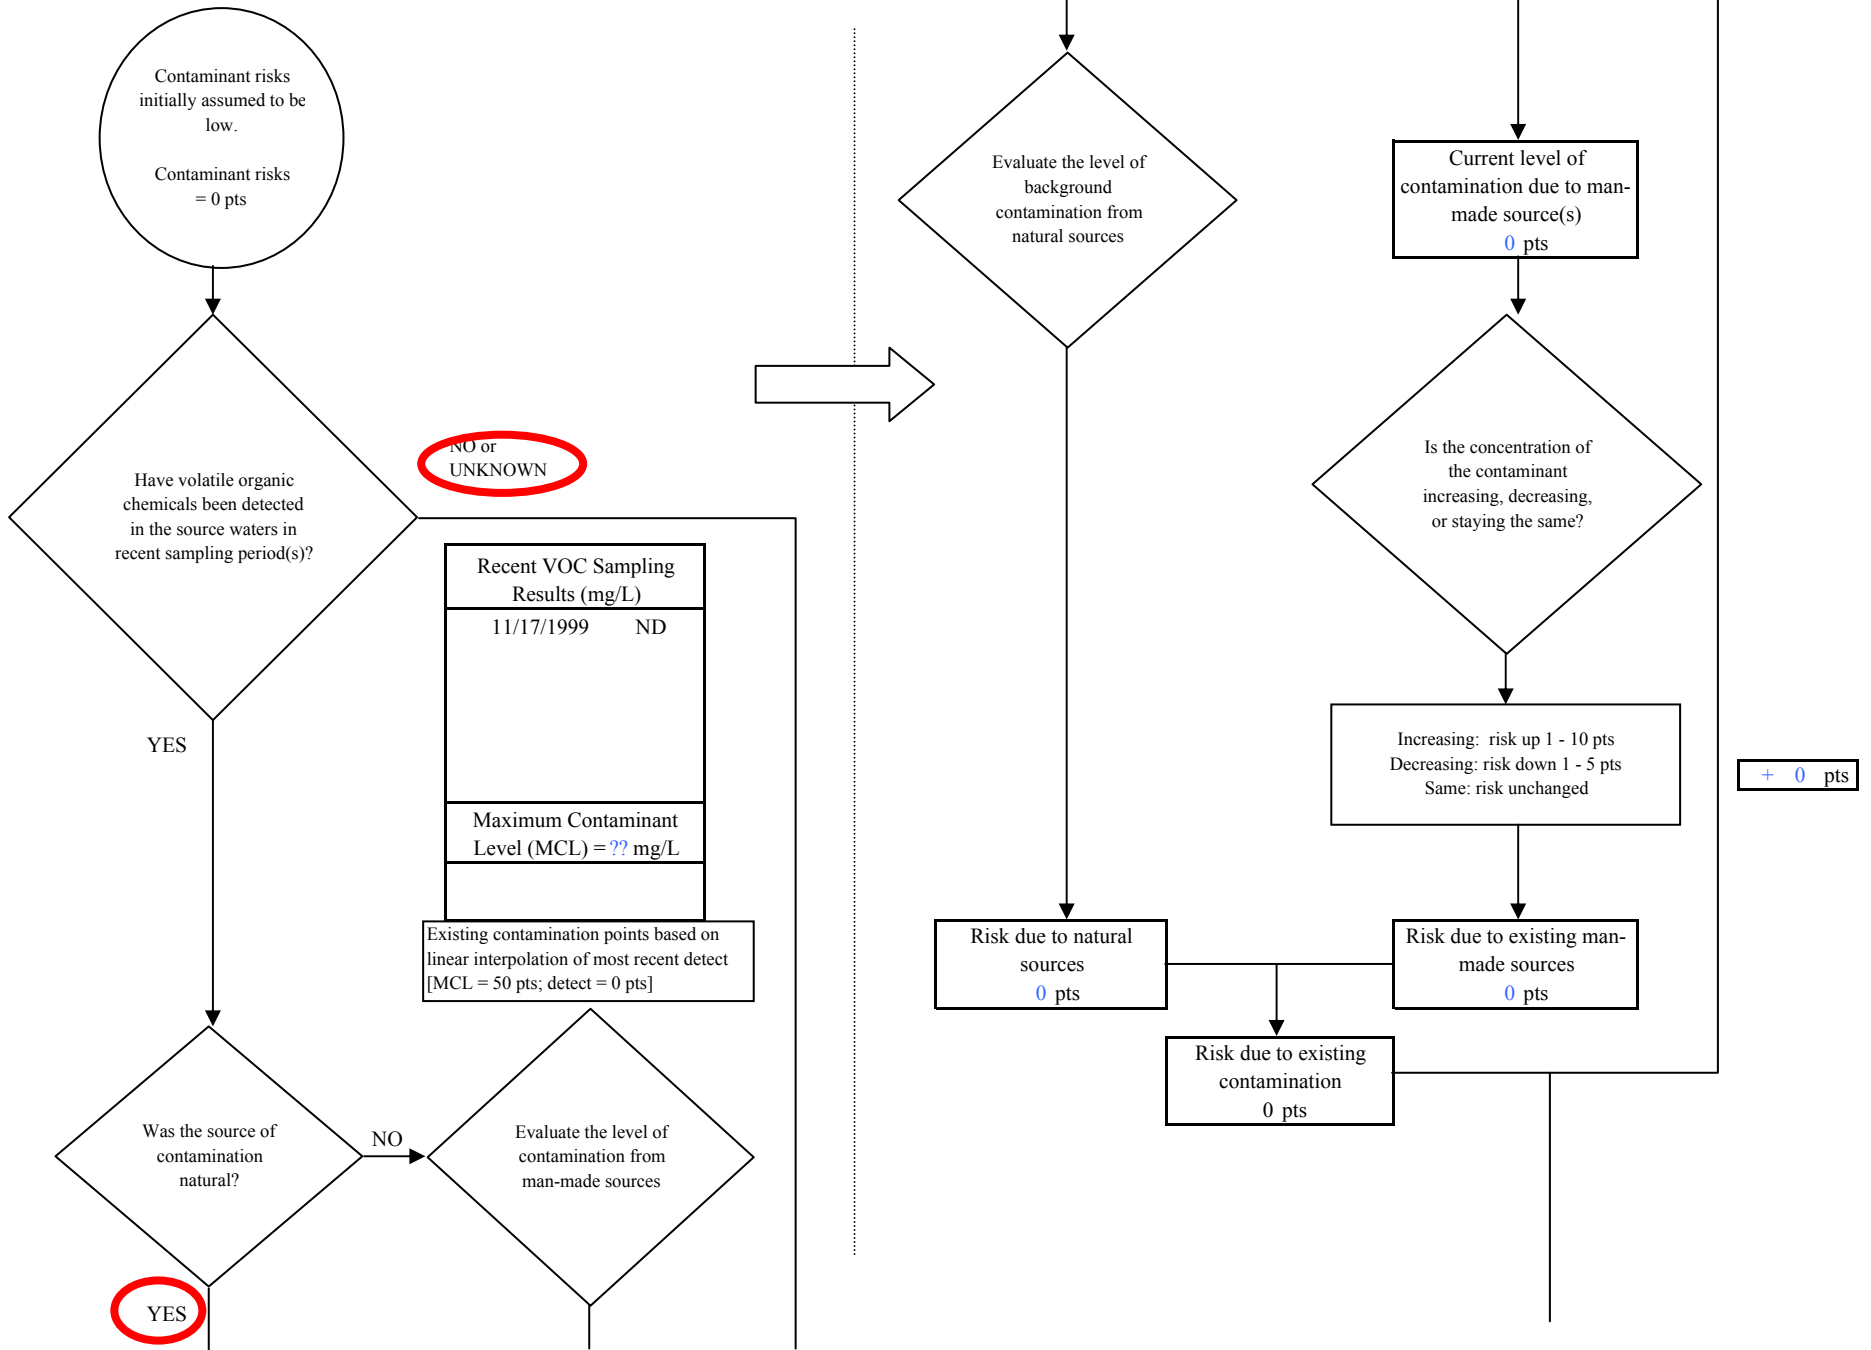 Contaminant risks
initially assumed to be
low.
Contaminant risks
= 0 pts
Have volatile organic
chemicals been detected
in the source waters in
recent sampling period(s)?
NO or
UNKNOWN
Recent VOC Sampling
Results (mg/L)
11/17/1999 ND
YES
Maximum Contaminant
Level (MCL) = ?? mg/L
Existing contamination points based on
linear interpolation of most recent detect
[MCL = 50 pts; detect = 0 pts]
Was the source of
contamination
natural?
NO
Evaluate the level of
contamination from
man-made sources
YES
Evaluate the level of
background
contamination from
natural sources
Current level of
contamination due to man-
made source(s)
0 pts
Is the concentration of
the contaminant
increasing, decreasing,
or staying the same?
Increasing: risk up 1 - 10 pts
Decreasing: risk down 1 - 5 pts
Same: risk unchanged
+ 0 pts
Risk due to natural
sources
0 pts
Risk due to existing man-
made sources
0 pts
Risk due to existing
contamination
0 pts